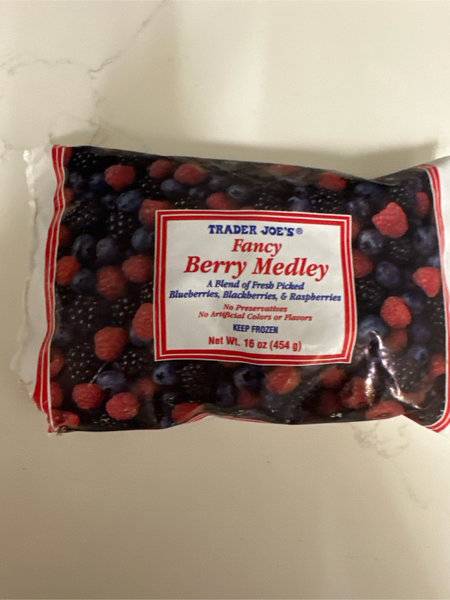 TRADER JOE'S®
Fancy
Berry Medley
A Blend of Fresh Picked
Blueberries, Blackberries, & Raspberries
No Preservatives
No Artificial Colors or Flavors
KEEP FROZEN
Net Wt. 16 oz (454 g)